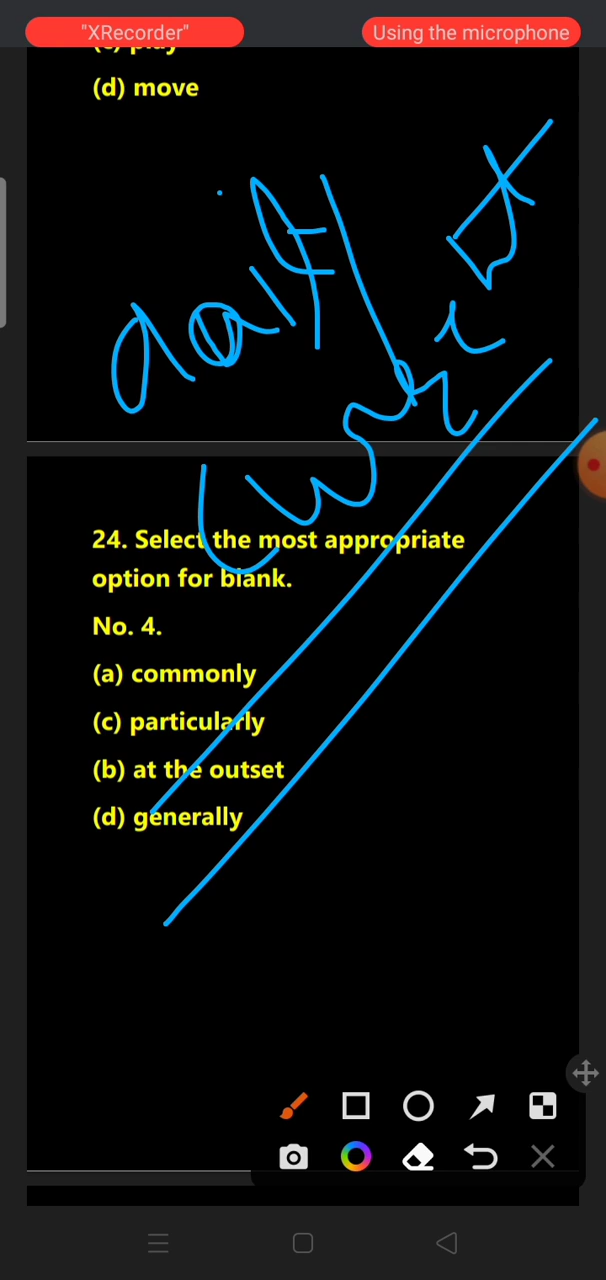 "XRecorder"
Using the microphone
(d) move
24. Select the most appropriate
option for blank.
No. 4.
(a) commonly
(c) particularly
(b) at the outset
(d) generally